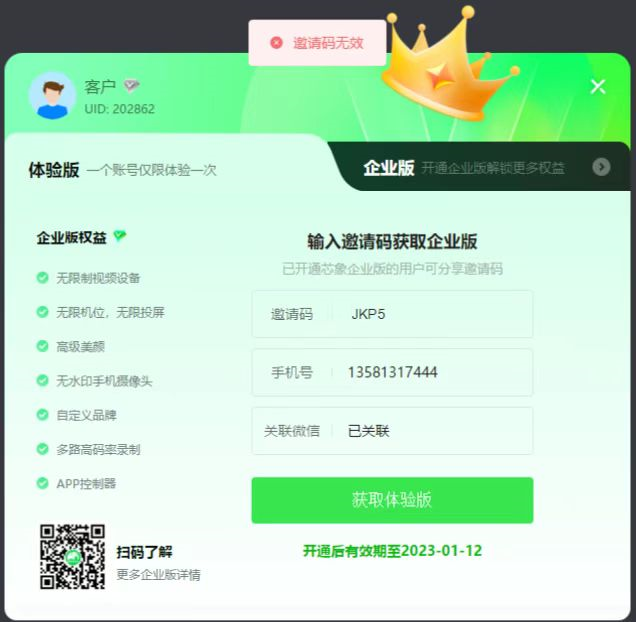 邀请码无效
客户
UID: 202862
体验版 一个账号仅限体验一次
企业版 开通企业版解锁更多权益
企业版权益
无限制视频设备
无限机位，无限投屏
高级美颜
无水印手机摄像头
自定义品牌
多路高码率录制
APP控制器
扫码了解
更多企业版详情
输入邀请码获取企业版
已开通芯象企业版的用户可分享邀请码
邀请码 JKP5
手机号 13581317444
关联微信 已关联
获取体验版
开通后有效期至2023-01-12